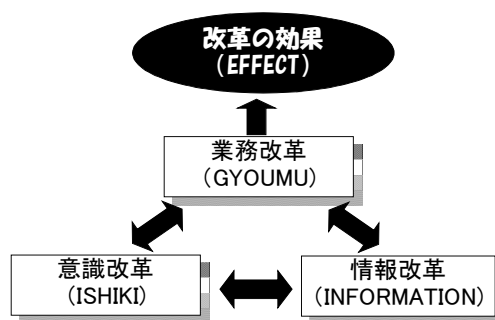 改革の効果
(EFFECT)
業務改革
(GYOUMU)
意識改革
(ISHIKI)
情報改革
(INFORMATION)